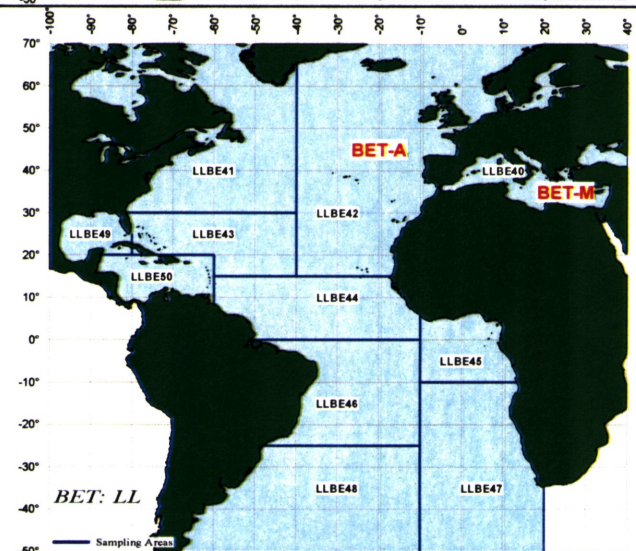 -50
-100° -90° -80° -70° -60° -50° -40° -30° -20° -10° 0° 10° 20° 30° 40°
70°
60°
50°
BET-A
40° LLBE41 LLBE40
BET-M
30° LLBE42
LLBE49 LLBE43
20°
LLBE50
10° LLBE44
0°
LLBE45
-10°
LLBE46
-20°
-30°
LLBE48 LLBE47
BET: LL
-40°
Sampling Areas
-50°